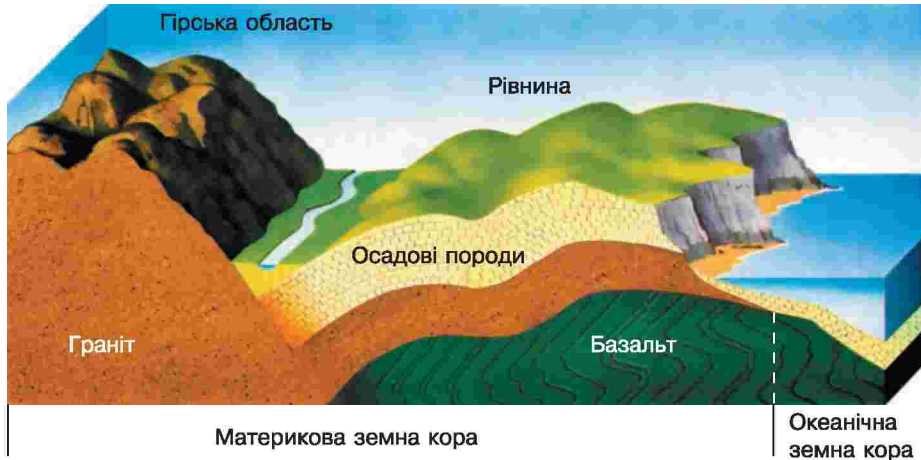 Гірська область
Рівнина
Осадові породи
Граніт
Базальт
Материкова земна кора
Океанічна
земна кора